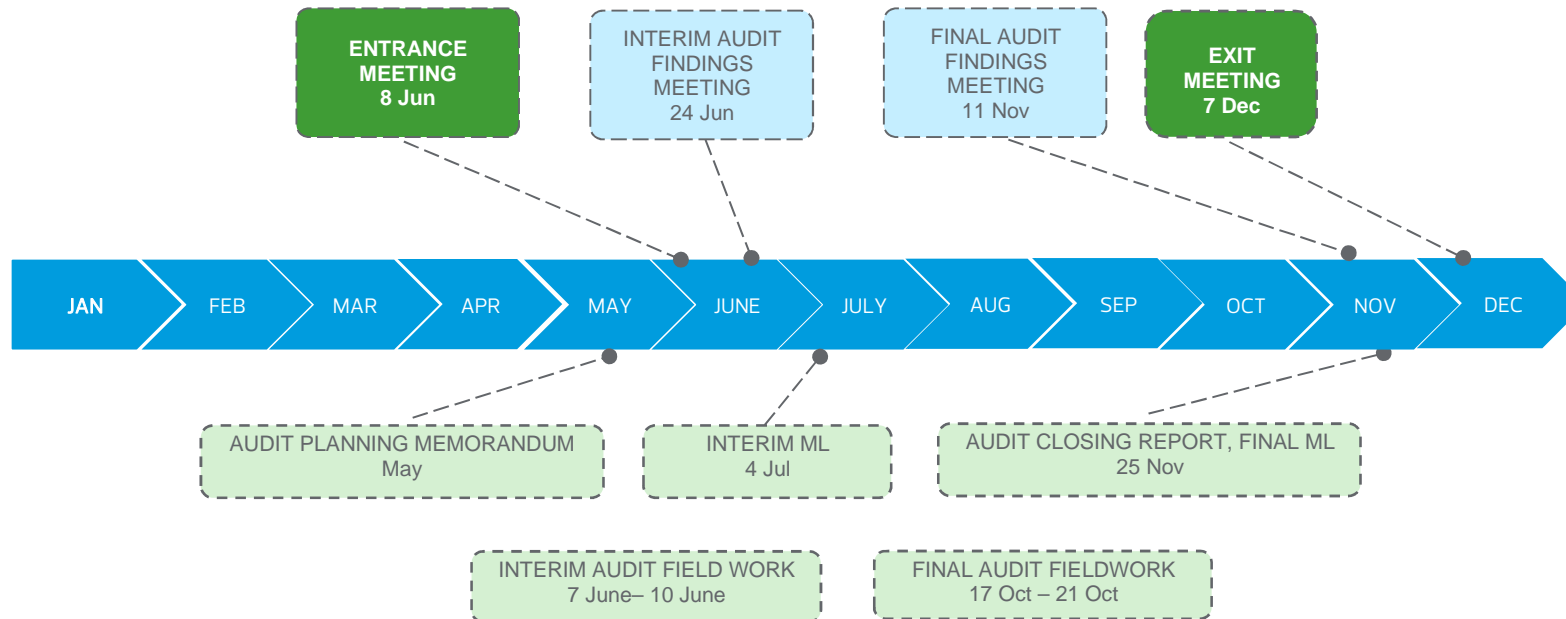 ENTRANCE
MEETING
8 Jun
INTERIM AUDIT
FINDINGS
MEETING
24 Jun
FINAL AUDIT
FINDINGS
MEETING
11 Nov
EXIT
MEETING
7 Dec
JAN
FEB
MAR
APR
MAY
JUNE
JULY
AUG
SEP
OCT
NOV
DEC
AUDIT PLANNING MEMORANDUM
May
INTERIM ML
4 Jul
AUDIT CLOSING REPORT, FINAL ML
25 Nov
INTERIM AUDIT FIELD WORK
7 June– 10 June
FINAL AUDIT FIELDWORK
17 Oct – 21 Oct